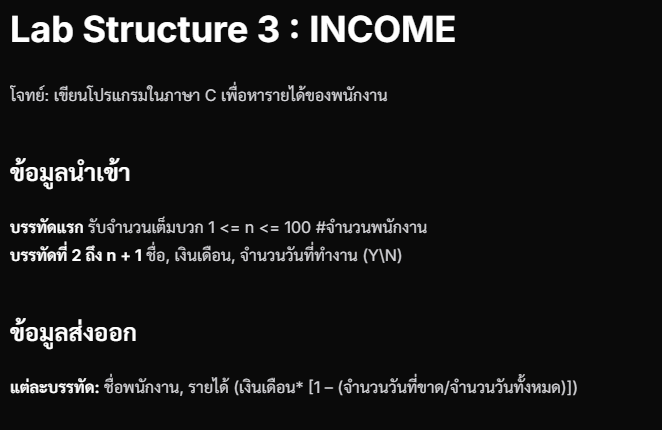 Lab Structure 3 : INCOME
โจทย์: เขียนโปรแกรมในภาษา C เพื่อหารายได้ของพนักงาน
ข้อมูลนำเข้า
บรรทัดแรก รับจำนวนเต็มบวก 1 <= n <= 100 #จำนวนพนักงาน
บรรทัดที่ 2 ถึง n + 1 ชื่อ, เงินเดือน, จำนวนวันที่ทำงาน (Y\N)
ข้อมูลส่งออก
แต่ละบรรทัด: ชื่อพนักงาน, รายได้ (เงินเดือน* [1 – (จำนวนวันที่ขาด/จำนวนวันทั้งหมด)])